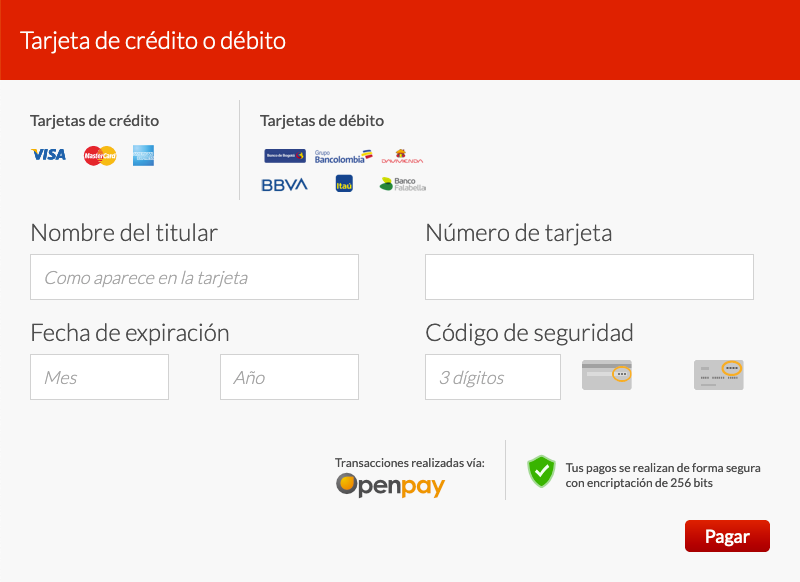 Tarjeta de crédito o débito
Tarjetas de crédito
VISA MasterCard
Tarjetas de débito
Banco de Bogotá Grupo Bancolombia DAVIVIENDA
BBVA Itaú Banco Falabella
Nombre del titular
Como aparece en la tarjeta
Número de tarjeta
Fecha de expiración
Mes
Año
Código de seguridad
3 dígitos
Transacciones realizadas vía:
Openpay
Tus pagos se realizan de forma segura
con encriptación de 256 bits
Pagar